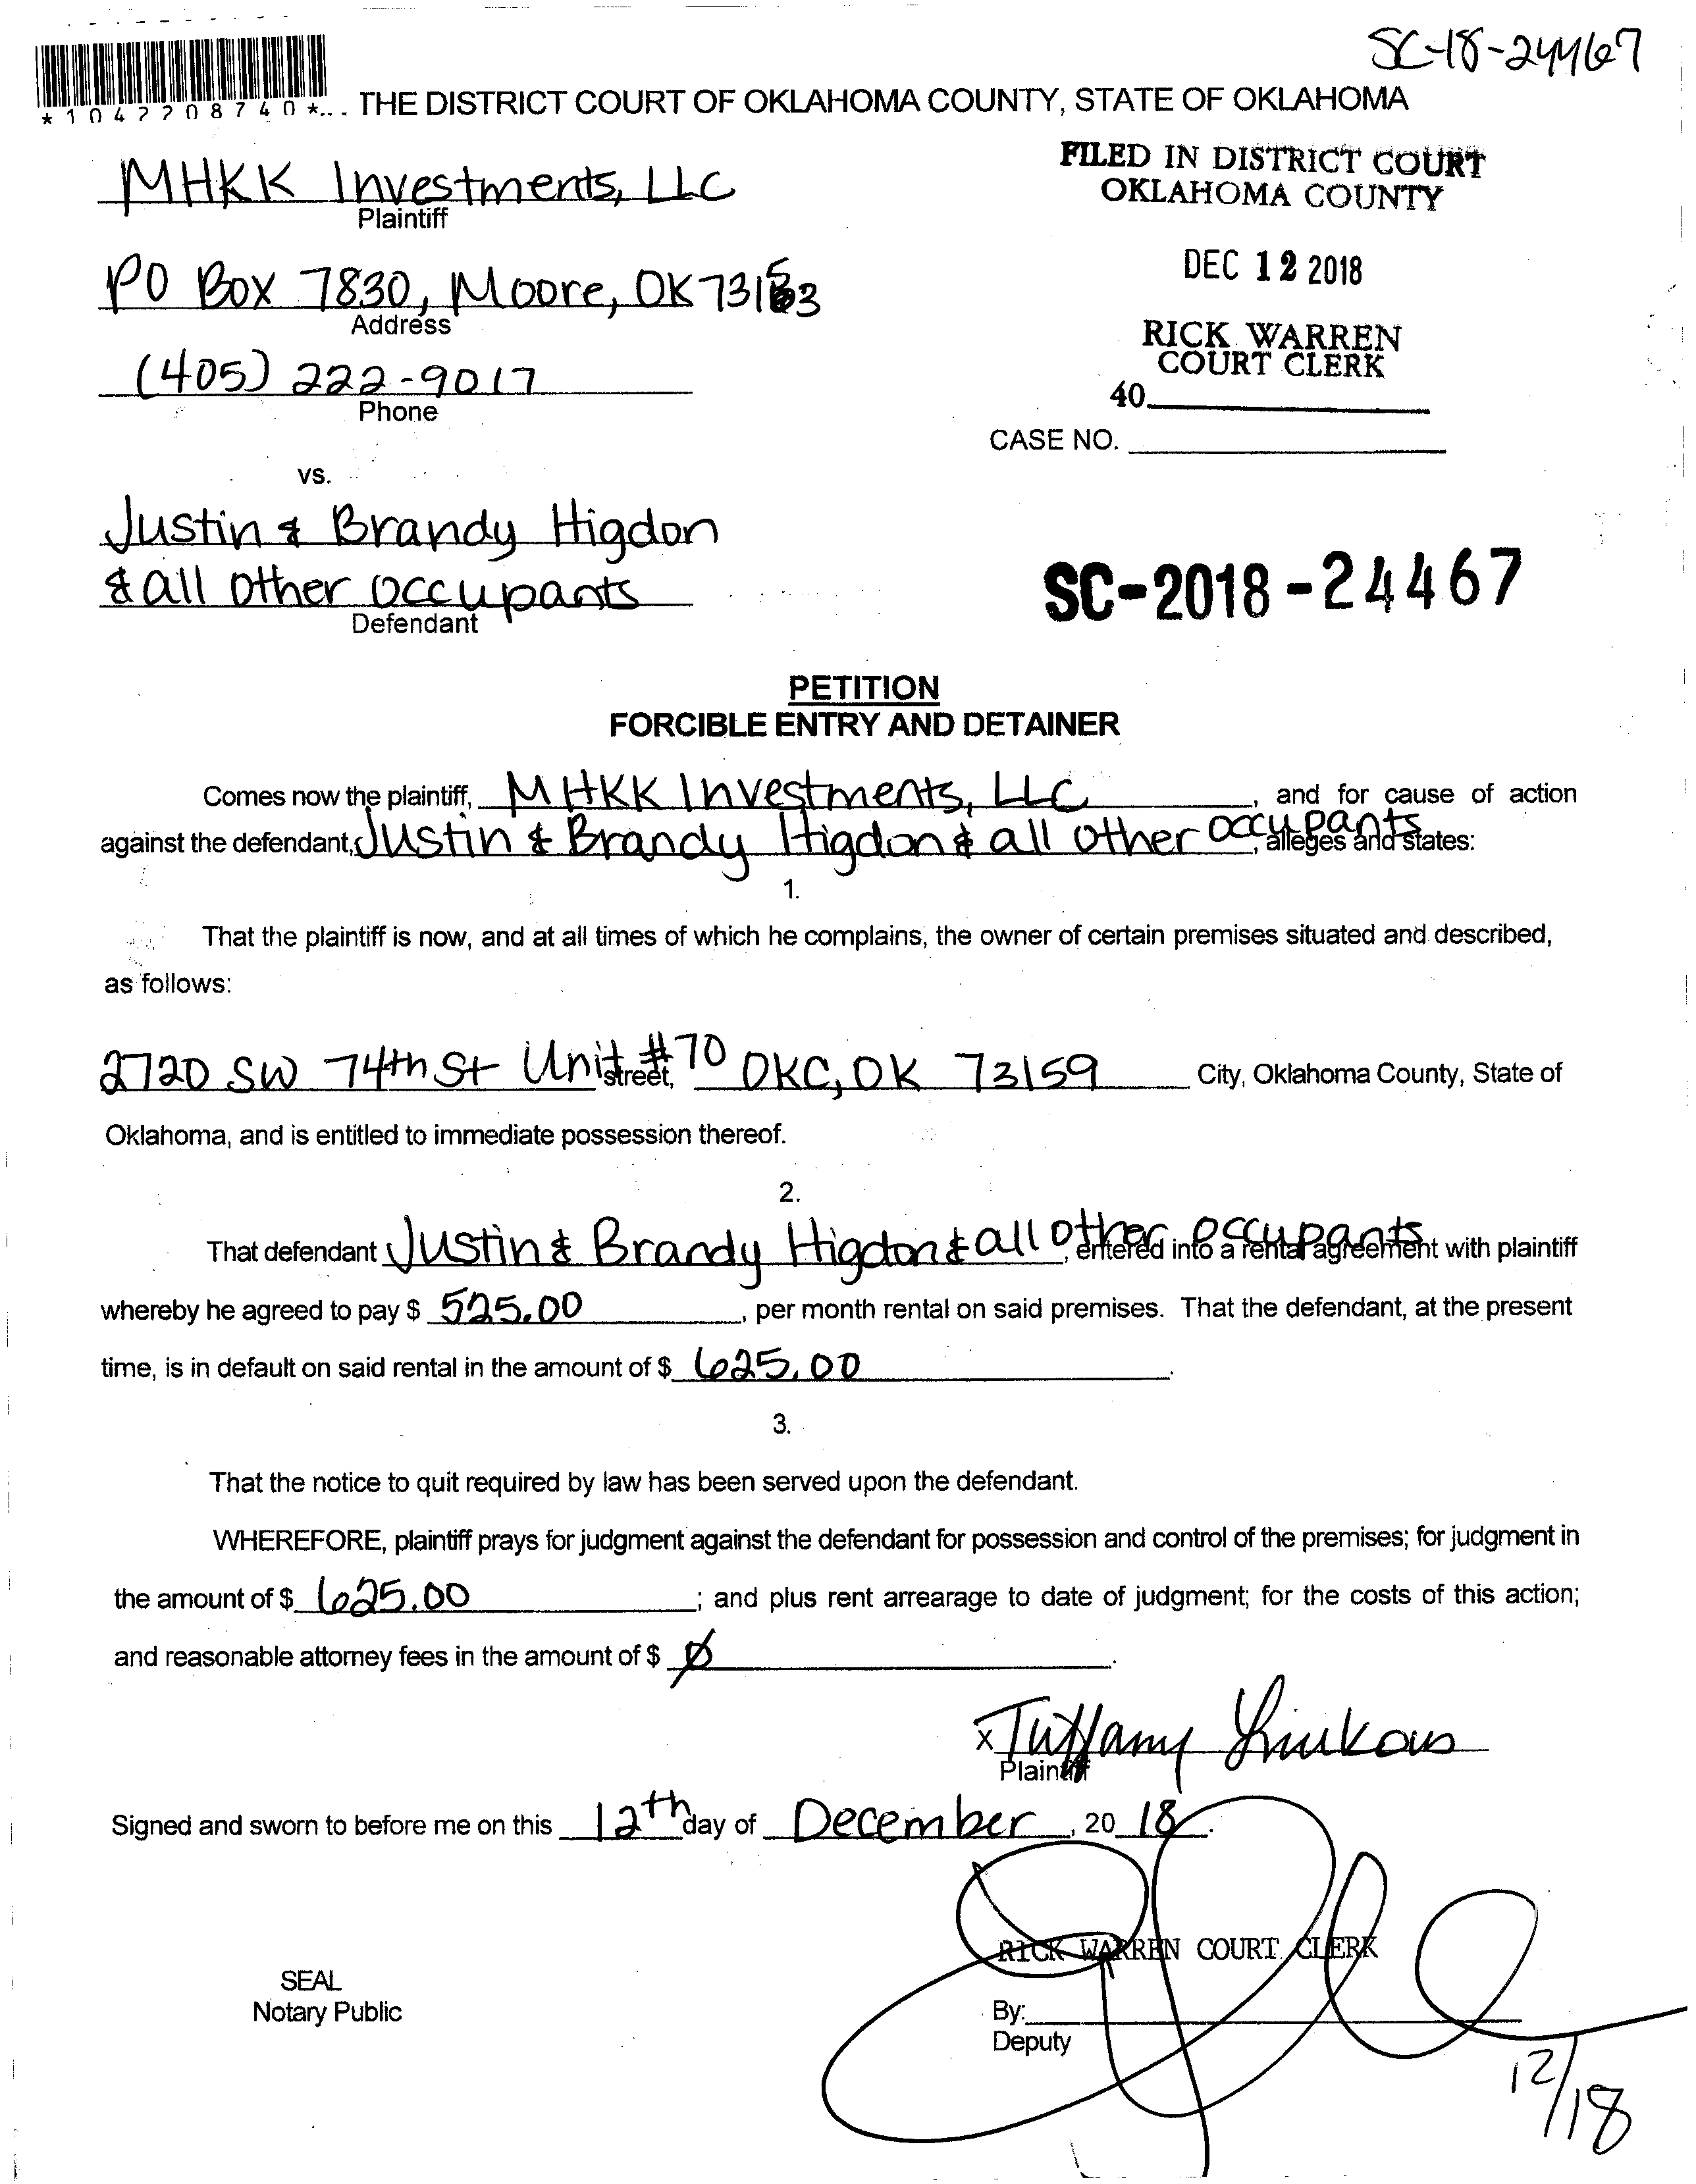 SC-18-24467
*1042208740*... THE DISTRICT COURT OF OKLAHOMA COUNTY, STATE OF OKLAHOMA
FILED IN DISTRICT COURT
OKLAHOMA COUNTY
MHKK Investments, LLC
Plaintiff
DEC 12 2018
PO Box 7830, Moore, OK 73153
Address
RICK WARREN
COURT CLERK
(405) 222-9017
Phone
40
CASE NO.
vs.
Justin & Brandy Higdon
& all other occupants
Defendant
SC-2018-24467
PETITION
FORCIBLE ENTRY AND DETAINER
Comes now the plaintiff, MHKK Investments, LLC, and for cause of action
against the defendant, Justin & Brandy Higdon & all other occupants, alleges and states:
1.
That the plaintiff is now, and at all times of which he complains, the owner of certain premises situated and described,
as follows:
2720 SW 74th St Unit #70 street, OKC, OK 73159 City, Oklahoma County, State of
Oklahoma, and is entitled to immediate possession thereof.
2.
That defendant Justin & Brandy Higdon & all other occupants, entered into a rental agreement with plaintiff
whereby he agreed to pay $ 525.00, per month rental on said premises. That the defendant, at the present
time, is in default on said rental in the amount of $ 625.00.
3.
That the notice to quit required by law has been served upon the defendant.
WHEREFORE, plaintiff prays for judgment against the defendant for possession and control of the premises; for judgment in
the amount of $ 625.00; and plus rent arrearage to date of judgment; for the costs of this action;
and reasonable attorney fees in the amount of $ Ø.
x Tiffany
Plaintiff
Signed and sworn to before me on this 12th day of December, 2018.
RICK WARREN COURT CLERK
SEAL
Notary Public
By:
Deputy
12/18